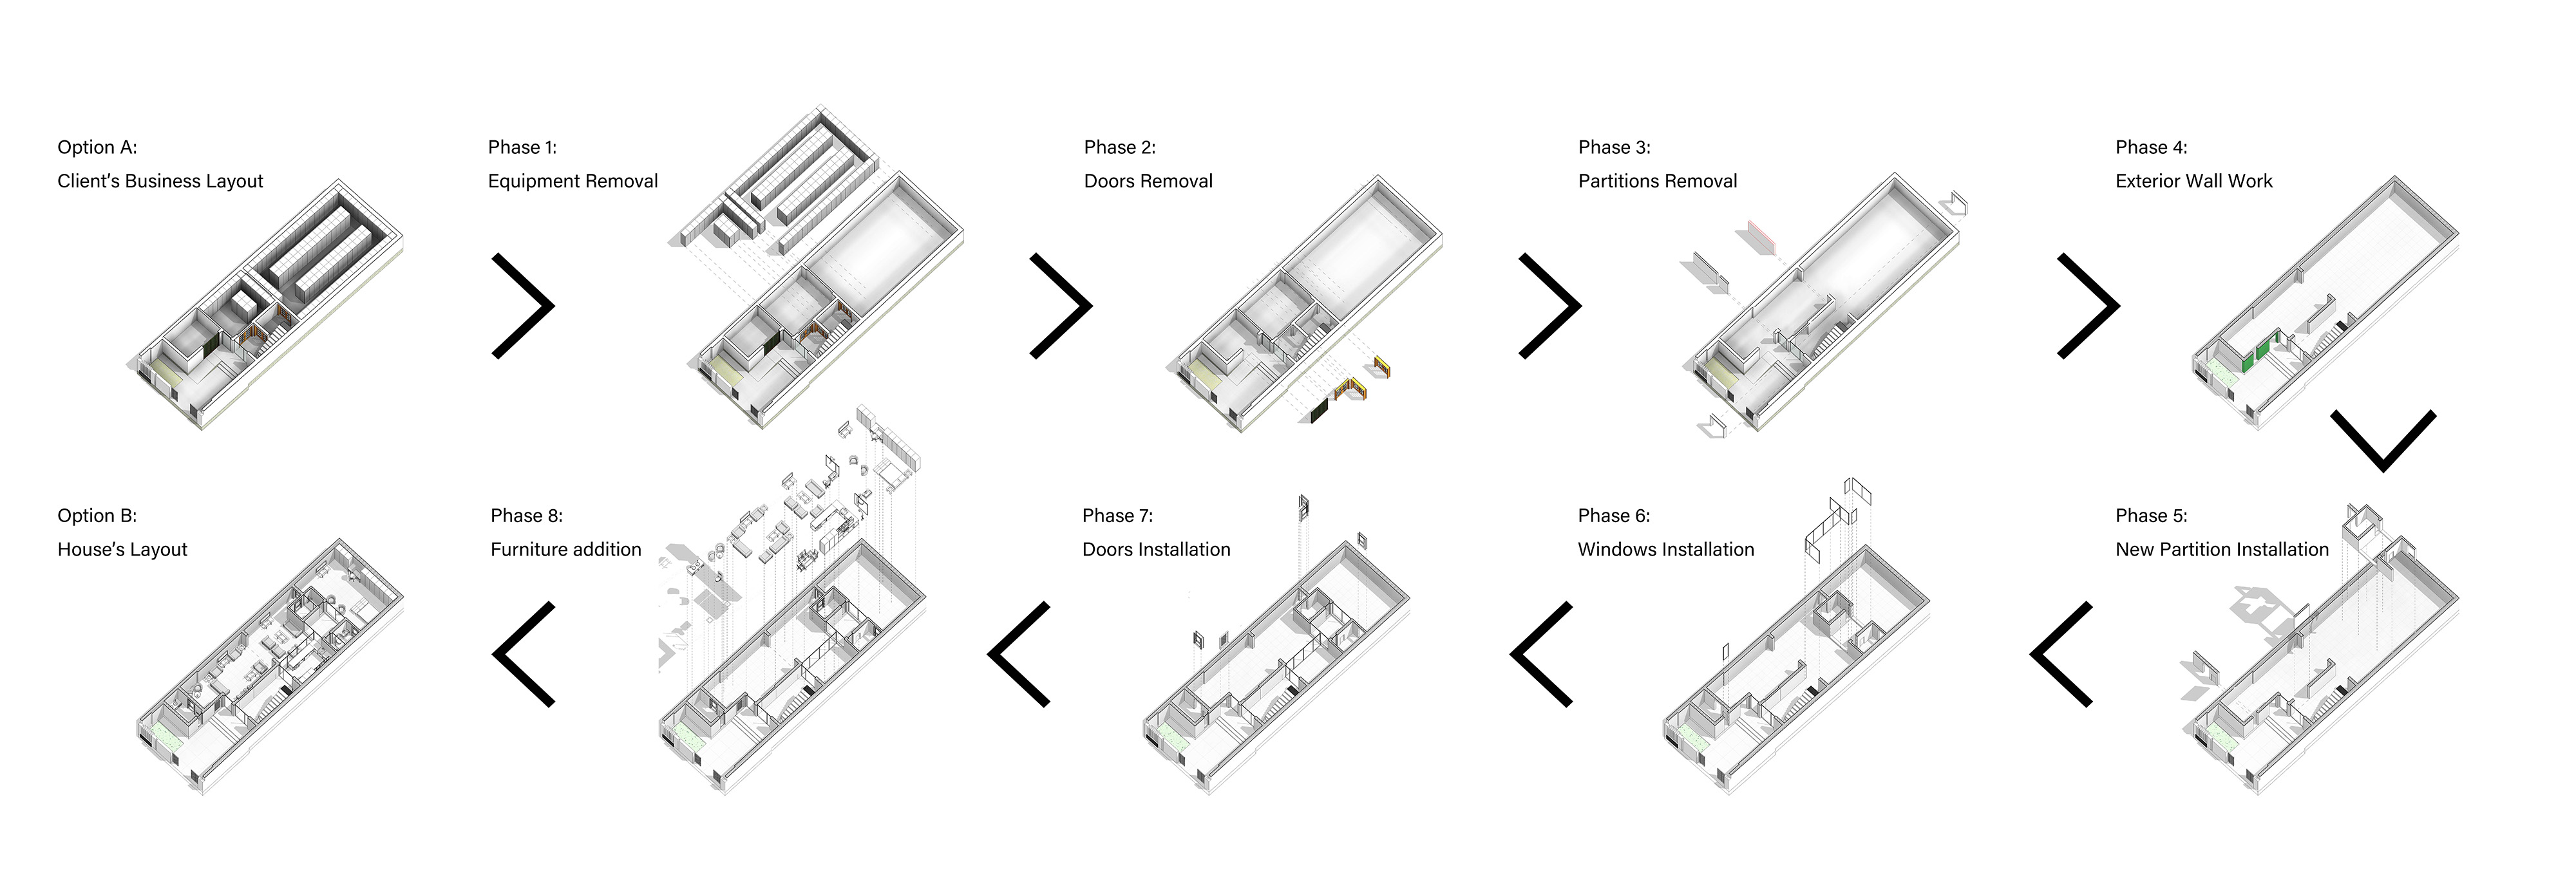 Option A:
Client's Business Layout
Phase 1:
Equipment Removal
Phase 2:
Doors Removal
Phase 3:
Partitions Removal
Phase 4:
Exterior Wall Work
Phase 5:
New Partition Installation
Phase 6:
Windows Installation
Phase 7:
Doors Installation
Phase 8:
Furniture addition
Option B:
House's Layout